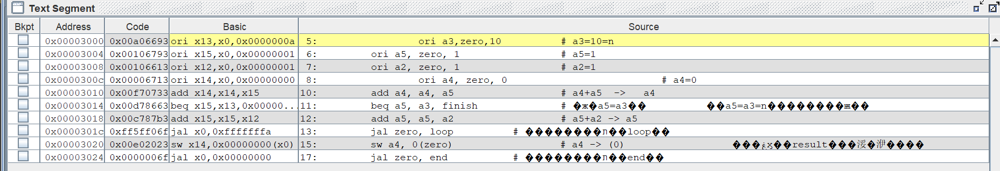 Text Segment
Bkpt Address Code Basic Source
0x00003000 0x00a06693 ori x13,x0,0x0000000a 5: ori a3,zero,10 # a3=10=n
0x00003004 0x00106793 ori x15,x0,0x00000001 6: ori a5, zero, 1 # a5=1
0x00003008 0x00106613 ori x12,x0,0x00000001 7: ori a2, zero, 1 # a2=1
0x0000300c 0x00006713 ori x14,x0,0x00000000 8: ori a4, zero, 0 # a4=0
0x00003010 0x00f70733 add x14,x14,x15 10: add a4, a4, a5 # a4+a5 -> a4
0x00003014 0x00d78663 beq x15,x13,0x00000... 11: beq a5, a3, finish # �ж�a5=a3�� ��a5=a3=n
0x00003018 0x00c787b3 add x15,x15,x12 12: add a5, a5, a2 # a5+a2 -> a5
0x0000301c 0xff5ff06f jal x0,0xfffffffa 13: jal zero, loop # loop��
0x00003020 0x00e02023 sw x14,0x00000000(x0) 15: sw a4, 0(zero) # a4 -> (0) result
0x00003024 0x0000006f jal x0,0x00000000 17: jal zero, end # end��